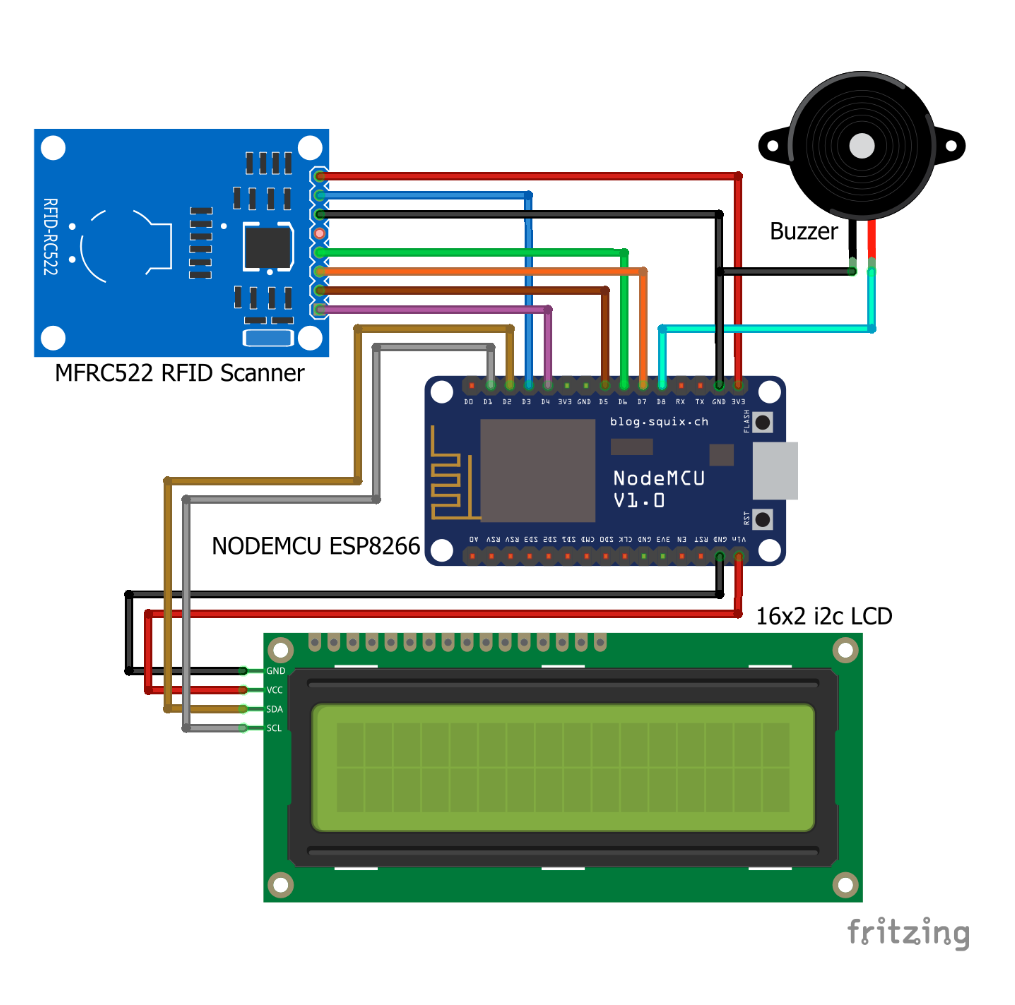 Buzzer
RFID-RC522
MFRC522 RFID Scanner
D0 D1 D2 D3 D4 3V3 GND D5 D6 D7 D8 RX TX GND 3V3
blog.squix.ch
FLASH
NodeMCU
V1.0
RST
NODEMCU ESP8266
A0 RSV RSV SD3 SD2 SD1 CMD SD0 CLK GND 3V3 EN RST GND Vin
16x2 i2c LCD
GND
VCC
SDA
SCL
fritzing